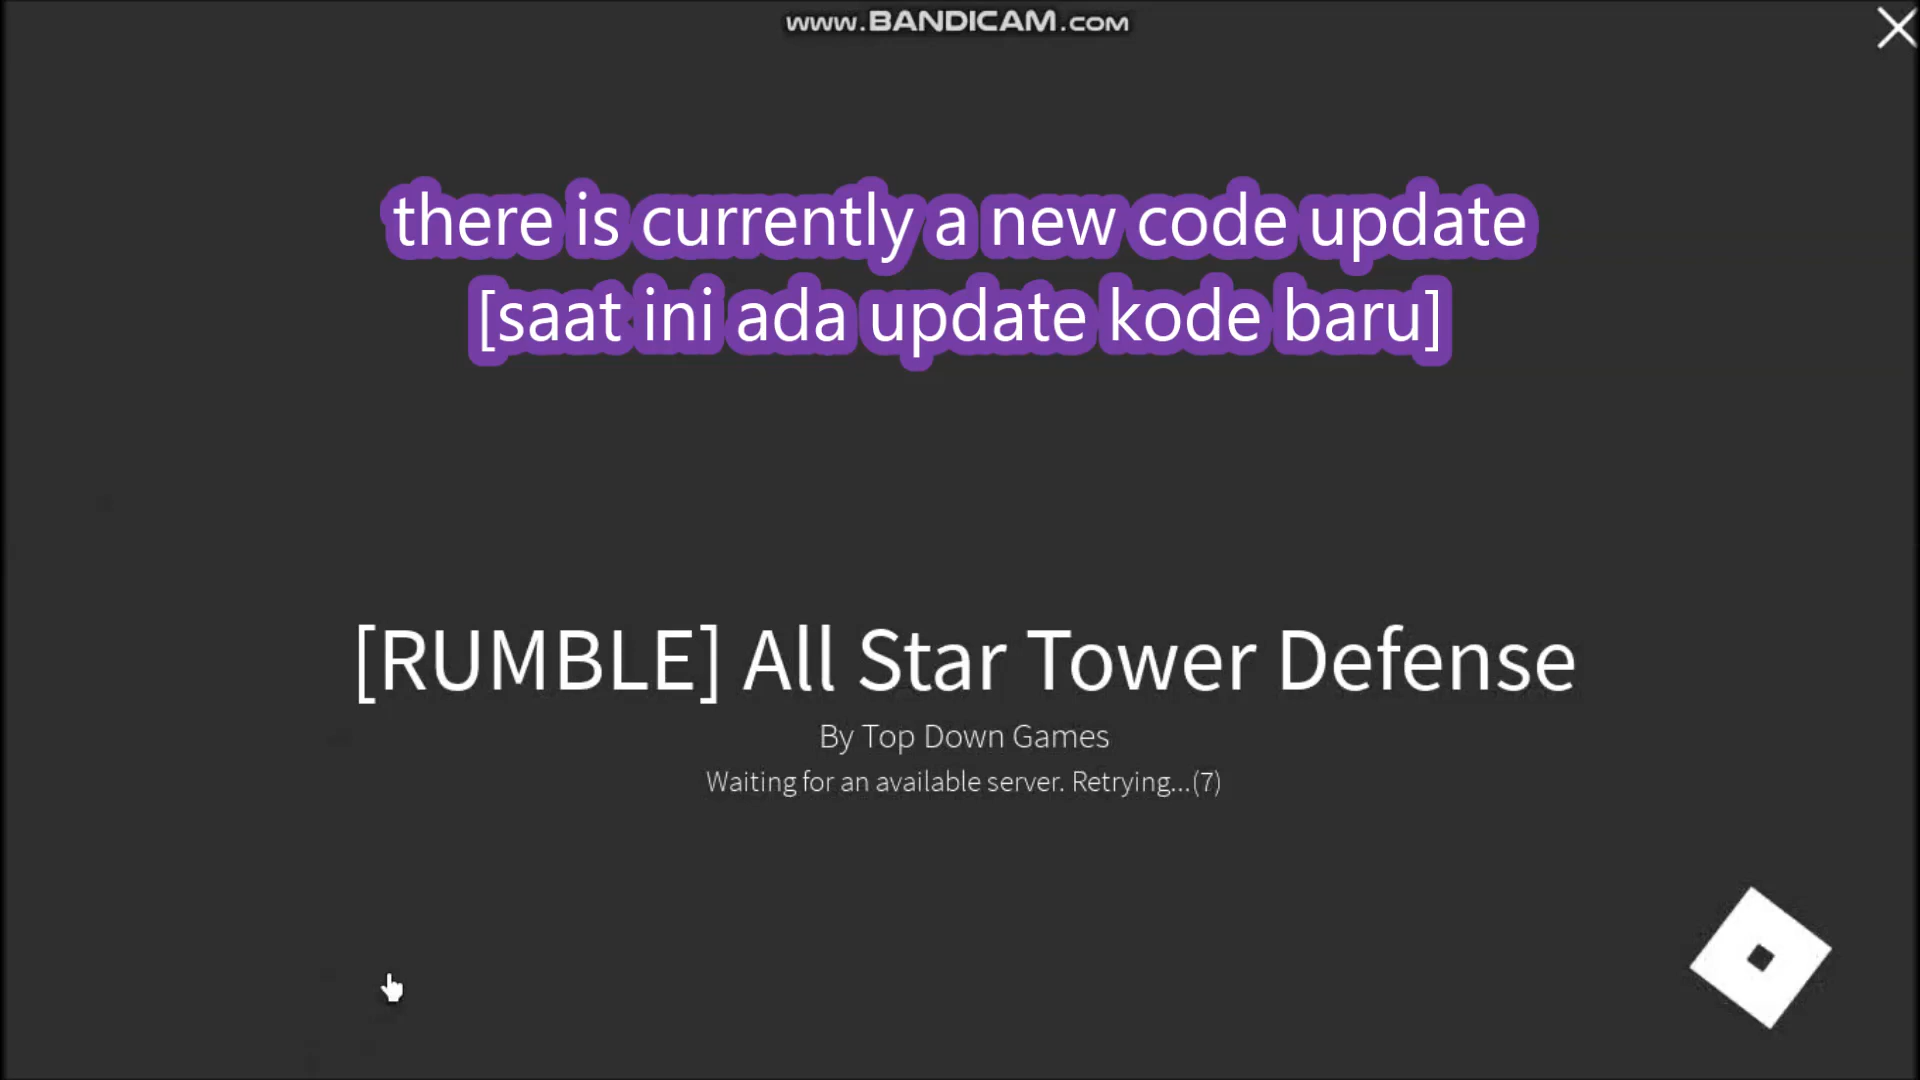 www.BANDICAM.com
there is currently a new code update
[saat ini ada update kode baru]
[RUMBLE] All Star Tower Defense
By Top Down Games
Waiting for an available server. Retrying...(7)